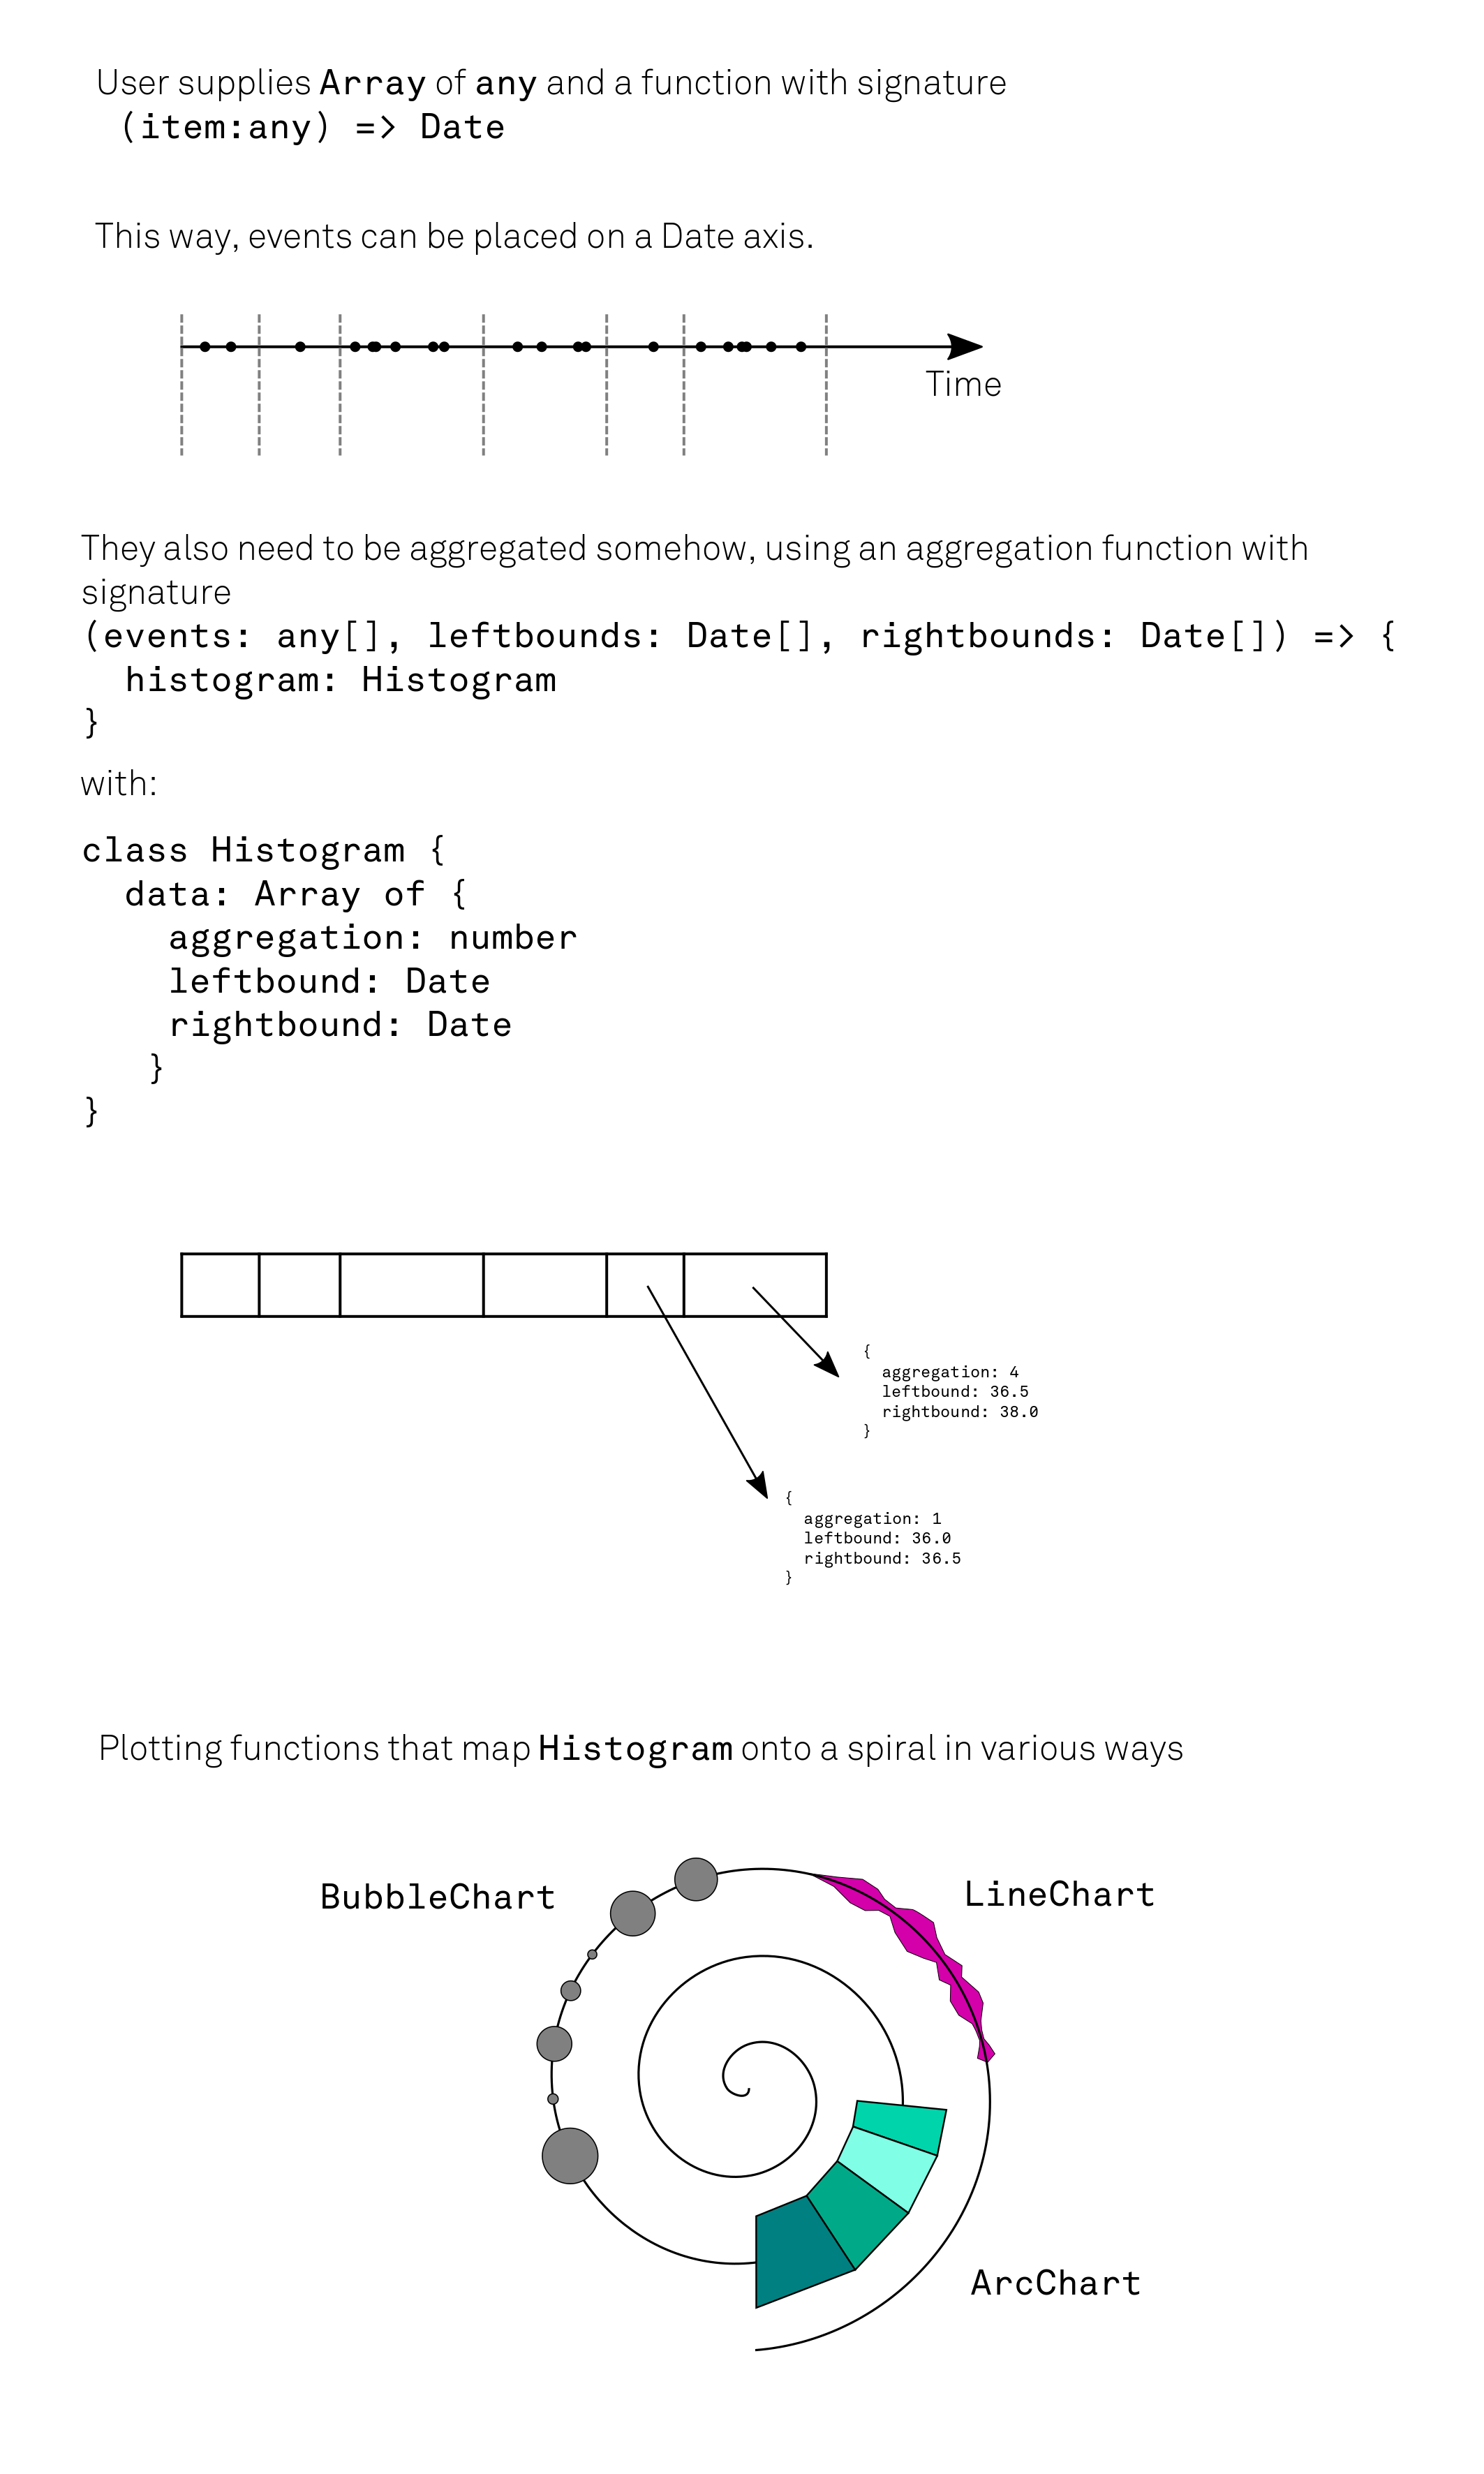 User supplies Array of any and a function with signature
(item:any) => Date
This way, events can be placed on a Date axis.
Time
They also need to be aggregated somehow, using an aggregation function with
signature
(events: any[], leftbounds: Date[], rightbounds: Date[]) => {
  histogram: Histogram
}
with:
class Histogram {
  data: Array of {
    aggregation: number
    leftbound: Date
    rightbound: Date
   }
}
{
  aggregation: 4
  leftbound: 36.5
  rightbound: 38.0
}
{
  aggregation: 1
  leftbound: 36.0
  rightbound: 36.5
}
Plotting functions that map Histogram onto a spiral in various ways
BubbleChart
LineChart
ArcChart